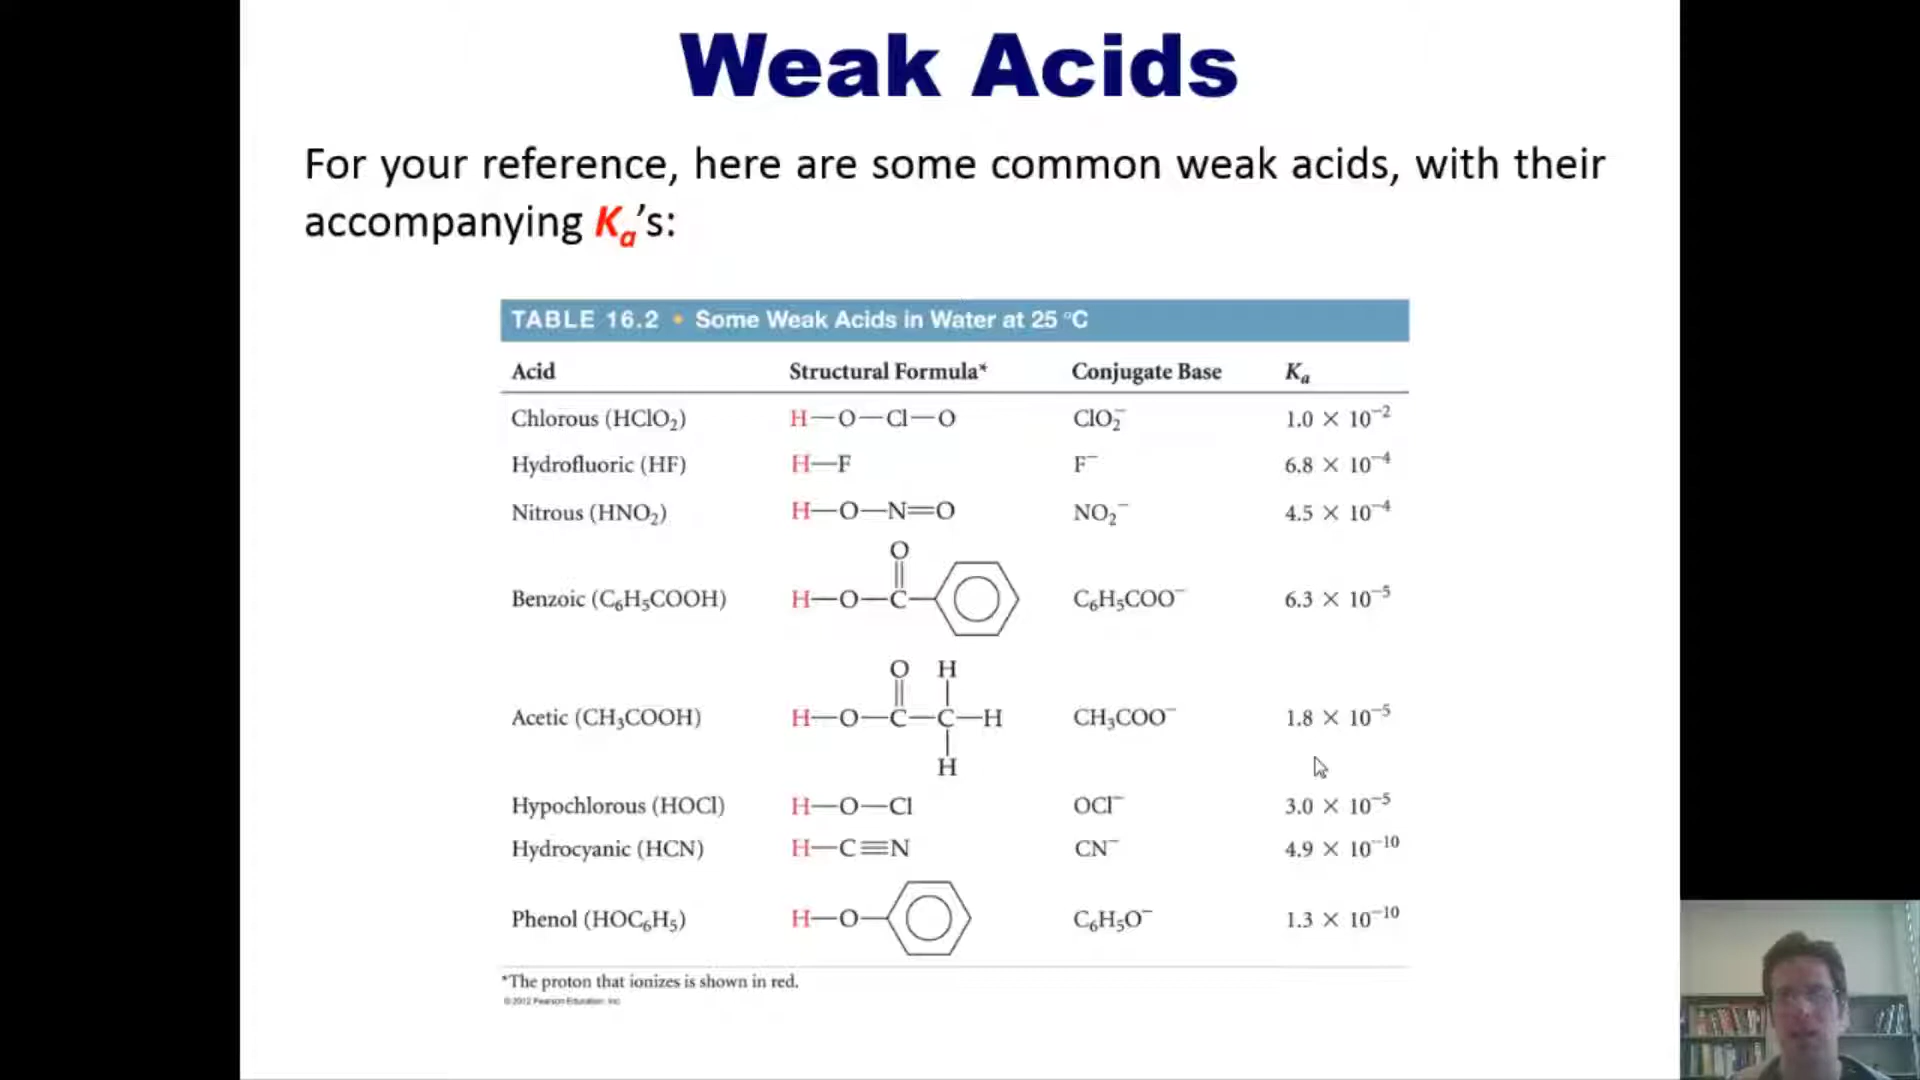 Weak Acids
For your reference, here are some common weak acids, with their
accompanying Kₐ's:
TABLE 16.2 • Some Weak Acids in Water at 25 °C
Acid Structural Formula* Conjugate Base Kₐ
Chlorous (HClO₂) H—O—Cl—O ClO₂⁻ 1.0 × 10⁻²
Hydrofluoric (HF) H—F F⁻ 6.8 × 10⁻⁴
Nitrous (HNO₂) H—O—N=O NO₂⁻ 4.5 × 10⁻⁴
O
Benzoic (C₆H₅COOH) H—O—C— C₆H₅COO⁻ 6.3 × 10⁻⁵
O H
Acetic (CH₃COOH) H—O—C—C—H CH₃COO⁻ 1.8 × 10⁻⁵
H
Hypochlorous (HOCl) H—O—Cl OCl⁻ 3.0 × 10⁻⁵
Hydrocyanic (HCN) H—C≡N CN⁻ 4.9 × 10⁻¹⁰
Phenol (HOC₆H₅) H—O— C₆H₅O⁻ 1.3 × 10⁻¹⁰
*The proton that ionizes is shown in red.
© 2012 Pearson Education, Inc